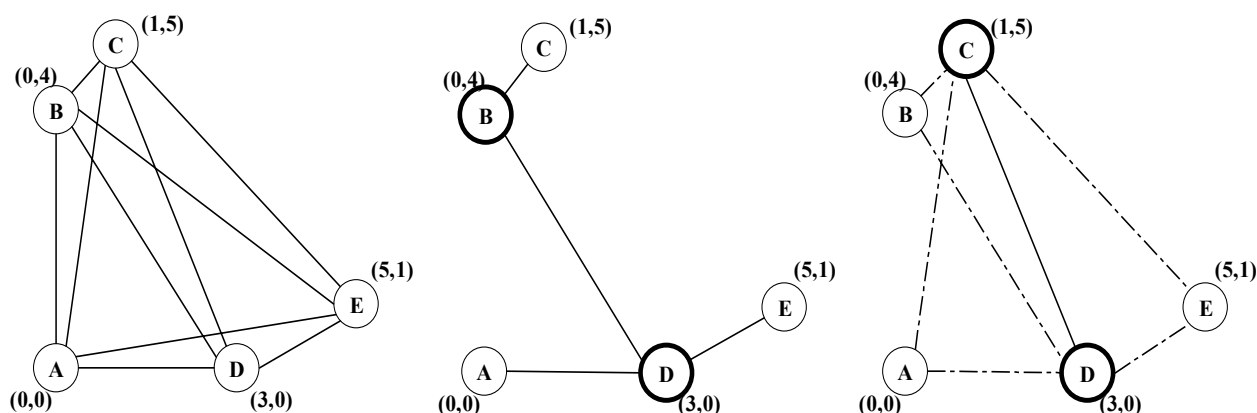 (1,5)
C
(0,4)
B
(5,1)
E
A
D
(0,0)
(3,0)
(1,5)
C
(0,4)
B
(5,1)
E
A
D
(0,0)
(3,0)
(1,5)
C
(0,4)
B
(5,1)
E
A
D
(0,0)
(3,0)